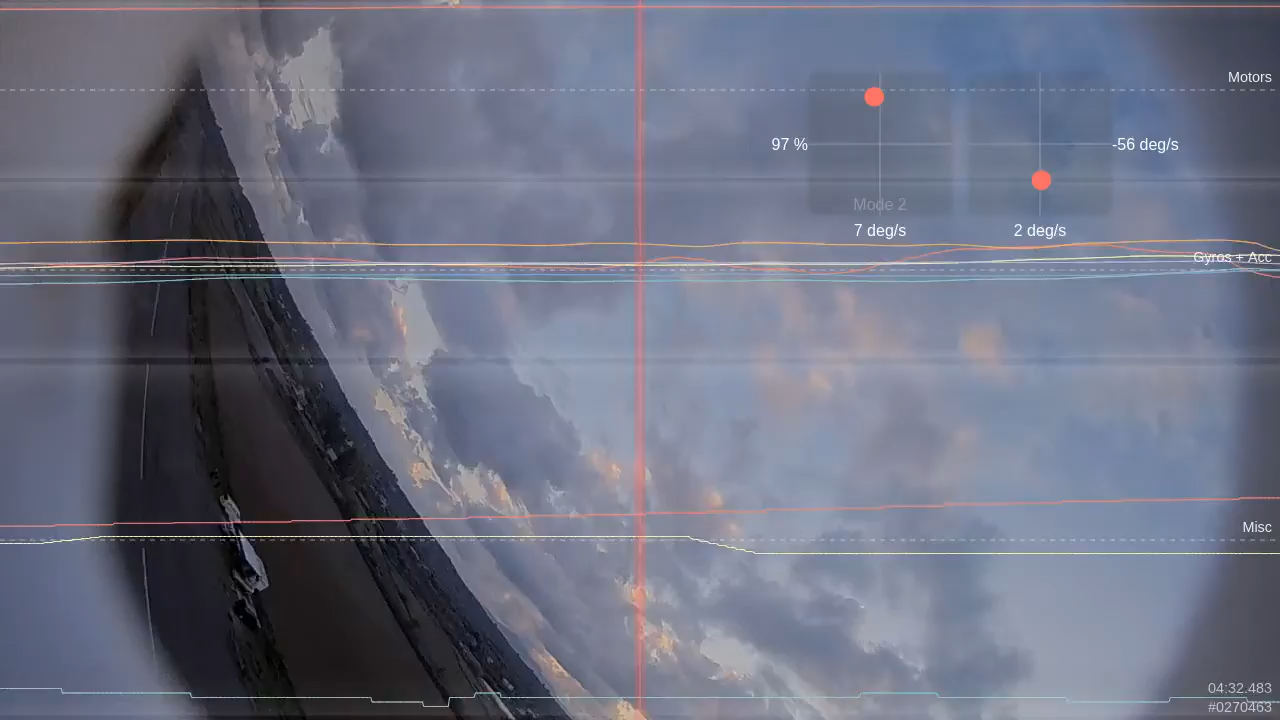 Motors
97 %
-56 deg/s
Mode 2
7 deg/s
2 deg/s
Gyros + Acc
Misc
04:32.483
#0270463